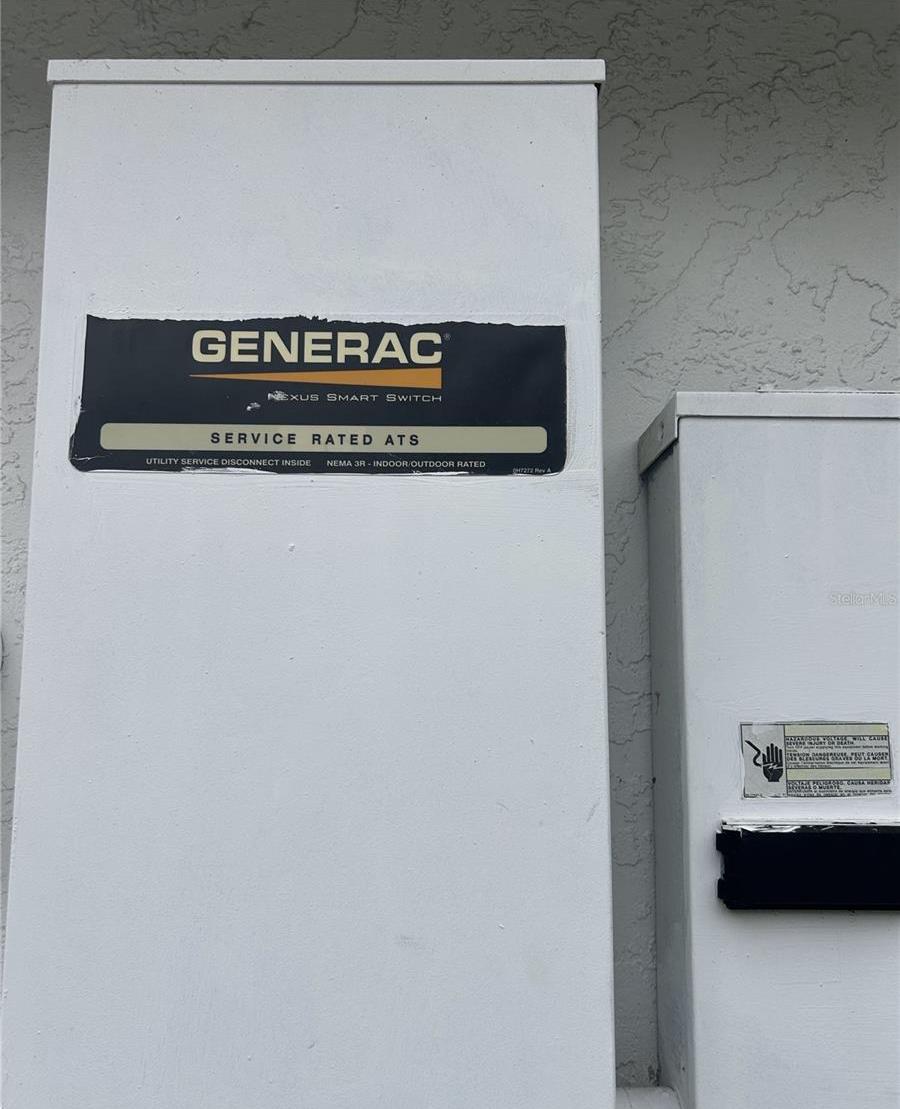 GENERAC®
NEXUS SMART SWITCH
SERVICE RATED ATS
UTILITY SERVICE DISCONNECT INSIDE NEMA 3R - INDOOR/OUTDOOR RATED
0H7272 Rev A
StellarMLS
HAZARDOUS VOLTAGE. WILL CAUSE
SEVERE INJURY OR DEATH.
TENSION DANGEREUSE. PEUT CAUSER
DES BLESSURES GRAVES OU LA MORT.
VOLTAJE PELIGROSO. CAUSA HERIDAS
SEVERAS O MUERTE.